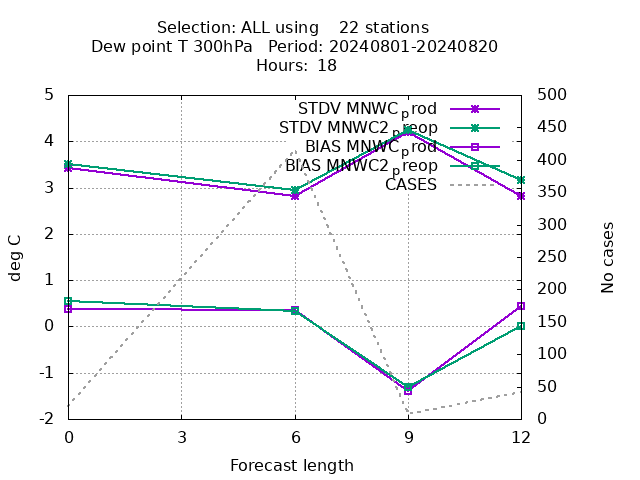 Selection: ALL using    22 stations
Dew point T 300hPa   Period: 20240801-20240820
Hours: 18
STDV MNWC_prod
STDV MNWC2_preop
BIAS MNWC_prod
BIAS MNWC2_preop
CASES
5
4
3
2
1
0
-1
-2
deg C
500
450
400
350
300
250
200
150
100
50
0
No cases
0 3 6 9 12
Forecast length